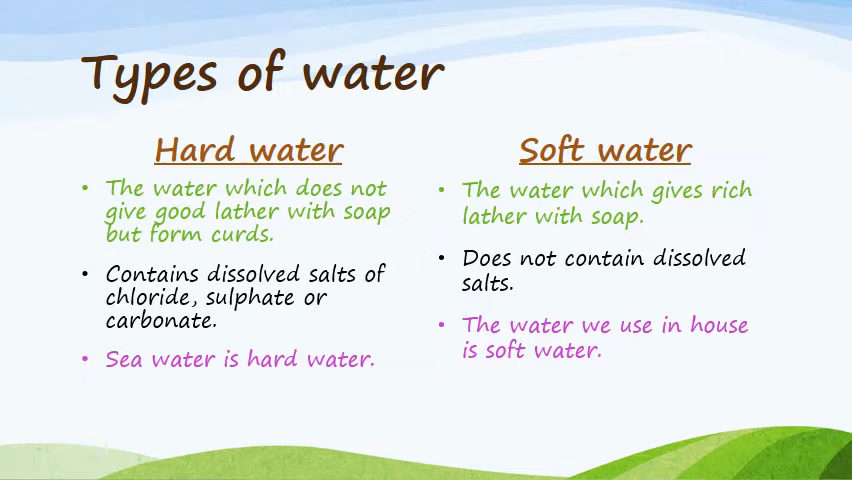 Types of water
Hard water
• The water which does not
give good lather with soap
but form curds.
• Contains dissolved salts of
chloride, sulphate or
carbonate.
• Sea water is hard water.
Soft water
• The water which gives rich
lather with soap.
• Does not contain dissolved
salts.
• The water we use in house
is soft water.